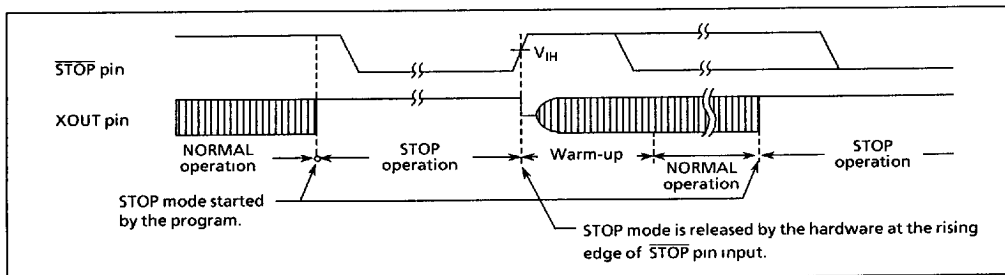 STOP pin
VIH
XOUT pin
NORMAL operation
STOP operation
Warm-up
NORMAL operation
STOP operation
STOP mode started by the program.
STOP mode is released by the hardware at the rising
edge of STOP pin input.